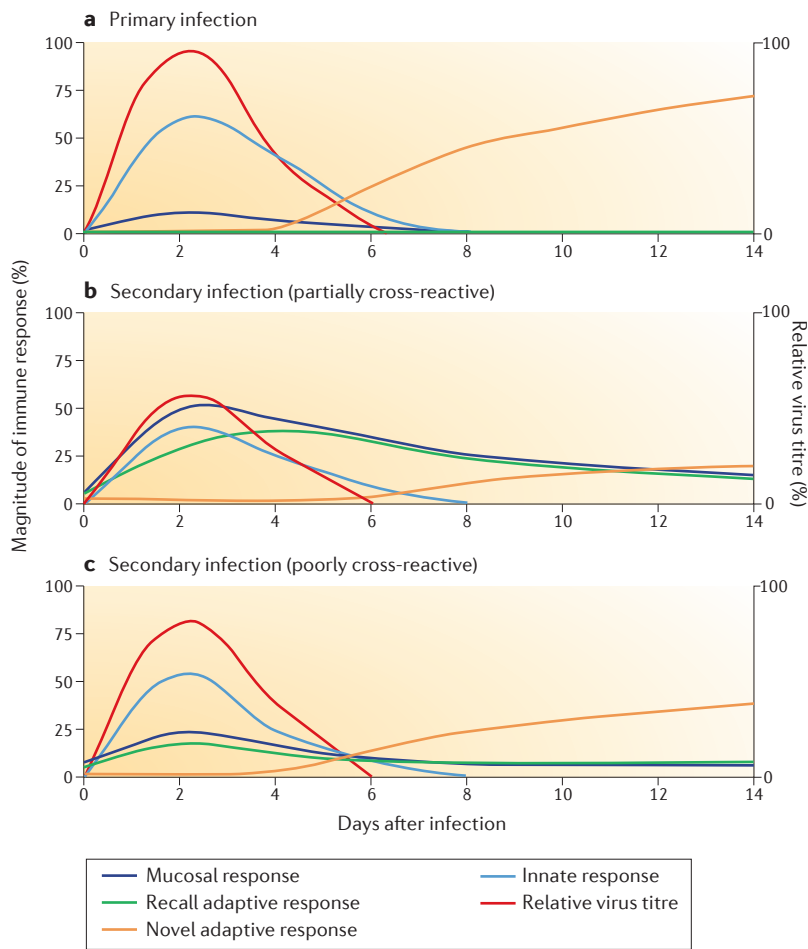 a Primary infection
100
75
50
25
0
100
0
0 2 4 6 8 10 12 14
b Secondary infection (partially cross-reactive)
100
75
50
25
0
100
0
0 2 4 6 8 10 12 14
c Secondary infection (poorly cross-reactive)
100
75
50
25
0
100
0
0 2 4 6 8 10 12 14
Magnitude of immune response (%)
Relative virus titre (%)
Days after infection
Mucosal response
Recall adaptive response
Novel adaptive response
Innate response
Relative virus titre